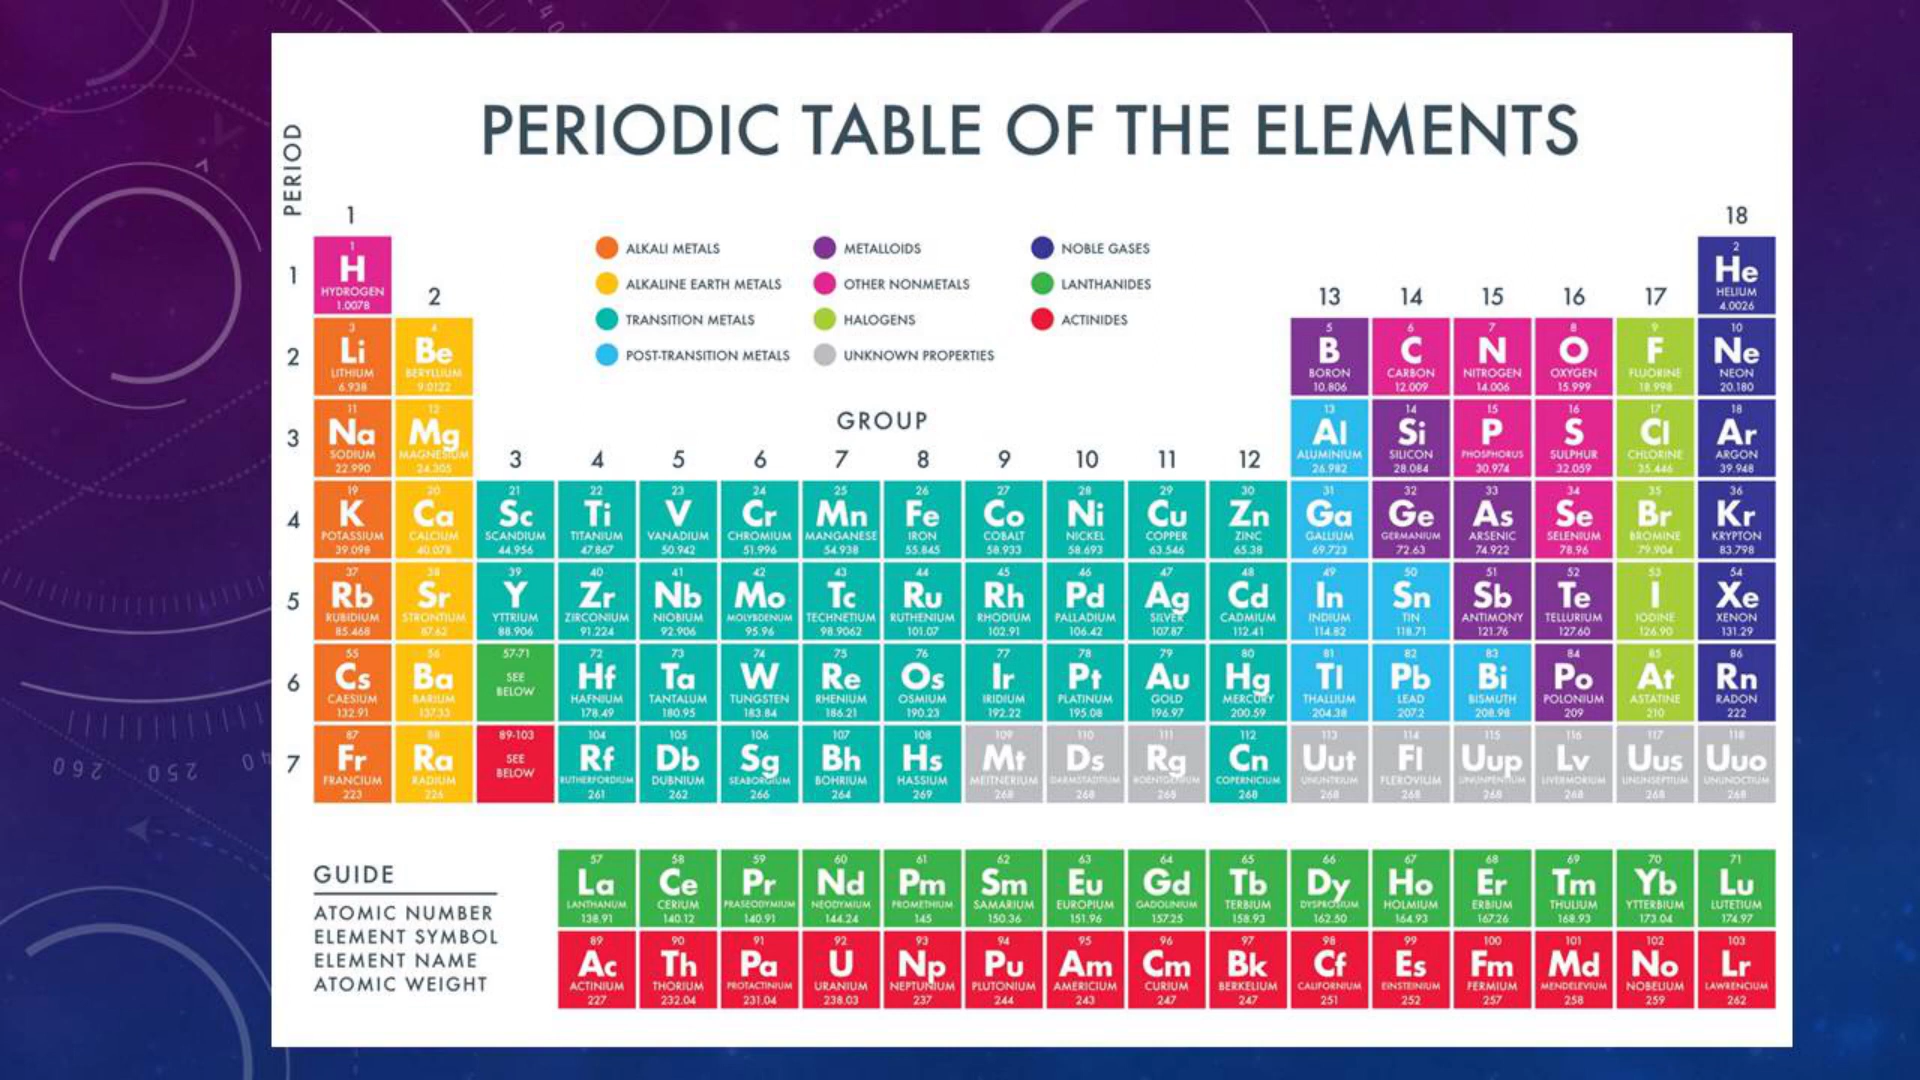 PERIODIC TABLE OF THE ELEMENTS
PERIOD
1 18
ALKALI METALS METALLOIDS NOBLE GASES
ALKALINE EARTH METALS OTHER NONMETALS LANTHANIDES
TRANSITION METALS HALOGENS ACTINIDES
POST-TRANSITION METALS UNKNOWN PROPERTIES
1 2
1 2
H He
HYDROGEN HELIUM
1.0078 4.0026
13 14 15 16 17
2
3 4 5 6 7 8 9 10
Li Be B C N O F Ne
LITHIUM BERYLLIUM BORON CARBON NITROGEN OXYGEN FLUORINE NEON
6.938 9.0122 10.806 12.009 14.006 15.999 18.998 20.180
GROUP
3
11 12 13 14 15 16 17 18
Na Mg Al Si P S Cl Ar
SODIUM MAGNESIUM ALUMINIUM SILICON PHOSPHORUS SULPHUR CHLORINE ARGON
22.990 24.305 26.982 28.084 30.974 32.059 35.446 39.948
3 4 5 6 7 8 9 10 11 12
4
19 20 21 22 23 24 25 26 27 28 29 30 31 32 33 34 35 36
K Ca Sc Ti V Cr Mn Fe Co Ni Cu Zn Ga Ge As Se Br Kr
POTASSIUM CALCIUM SCANDIUM TITANIUM VANADIUM CHROMIUM MANGANESE IRON COBALT NICKEL COPPER ZINC GALLIUM GERMANIUM ARSENIC SELENIUM BROMINE KRYPTON
39.098 40.078 44.956 47.867 50.942 51.996 54.938 55.845 58.933 58.693 63.546 65.38 69.723 72.63 74.922 78.96 79.904 83.798
5
37 38 39 40 41 42 43 44 45 46 47 48 49 50 51 52 53 54
Rb Sr Y Zr Nb Mo Tc Ru Rh Pd Ag Cd In Sn Sb Te I Xe
RUBIDIUM STRONTIUM YTTRIUM ZIRCONIUM NIOBIUM MOLYBDENUM TECHNETIUM RUTHENIUM RHODIUM PALLADIUM SILVER CADMIUM INDIUM TIN ANTIMONY TELLURIUM IODINE XENON
85.468 87.62 88.906 91.224 92.906 95.96 98.9062 101.07 102.91 106.42 107.87 112.41 114.82 118.71 121.76 127.60 126.90 131.29
6
55 56 57-71 72 73 74 75 76 77 78 79 80 81 82 83 84 85 86
Cs Ba SEE BELOW Hf Ta W Re Os Ir Pt Au Hg Tl Pb Bi Po At Rn
CAESIUM BARIUM HAFNIUM TANTALUM TUNGSTEN RHENIUM OSMIUM IRIDIUM PLATINUM GOLD MERCURY THALLIUM LEAD BISMUTH POLONIUM ASTATINE RADON
132.91 137.33 178.49 180.95 183.84 186.21 190.23 192.22 195.08 196.97 200.59 204.38 207.2 208.98 209 210 222
7
87 88 89-103 104 105 106 107 108 109 110 111 112 113 114 115 116 117 118
Fr Ra SEE BELOW Rf Db Sg Bh Hs Mt Ds Rg Cn Uut Fl Uup Lv Uus Uuo
FRANCIUM RADIUM RUTHERFORDIUM DUBNIUM SEABORGIUM BOHRIUM HASSIUM MEITNERIUM DARMSTADTIUM ROENTGENIUM COPERNICIUM UNUNTRIUM FLEROVIUM UNUNPENTIUM LIVERMORIUM UNUNSEPTIUM UNUNOCTIUM
223 226 261 262 266 264 269 268 268 268 268 268 268 268 268 268 268
57 58 59 60 61 62 63 64 65 66 67 68 69 70 71
La Ce Pr Nd Pm Sm Eu Gd Tb Dy Ho Er Tm Yb Lu
LANTHANUM CERIUM PRASEODYMIUM NEODYMIUM PROMETHIUM SAMARIUM EUROPIUM GADOLINIUM TERBIUM DYSPROSIUM HOLMIUM ERBIUM THULIUM YTTERBIUM LUTETIUM
138.91 140.12 140.91 144.24 145 150.36 151.96 157.25 158.93 162.50 164.93 167.26 168.93 173.04 174.97
89 90 91 92 93 94 95 96 97 98 99 100 101 102 103
Ac Th Pa U Np Pu Am Cm Bk Cf Es Fm Md No Lr
ACTINIUM THORIUM PROTACTINIUM URANIUM NEPTUNIUM PLUTONIUM AMERICIUM CURIUM BERKELIUM CALIFORNIUM EINSTEINIUM FERMIUM MENDELEVIUM NOBELIUM LAWRENCIUM
227 232.04 231.04 238.03 237 244 243 247 247 251 252 257 258 259 262
GUIDE
ATOMIC NUMBER
ELEMENT SYMBOL
ELEMENT NAME
ATOMIC WEIGHT
260 250 40